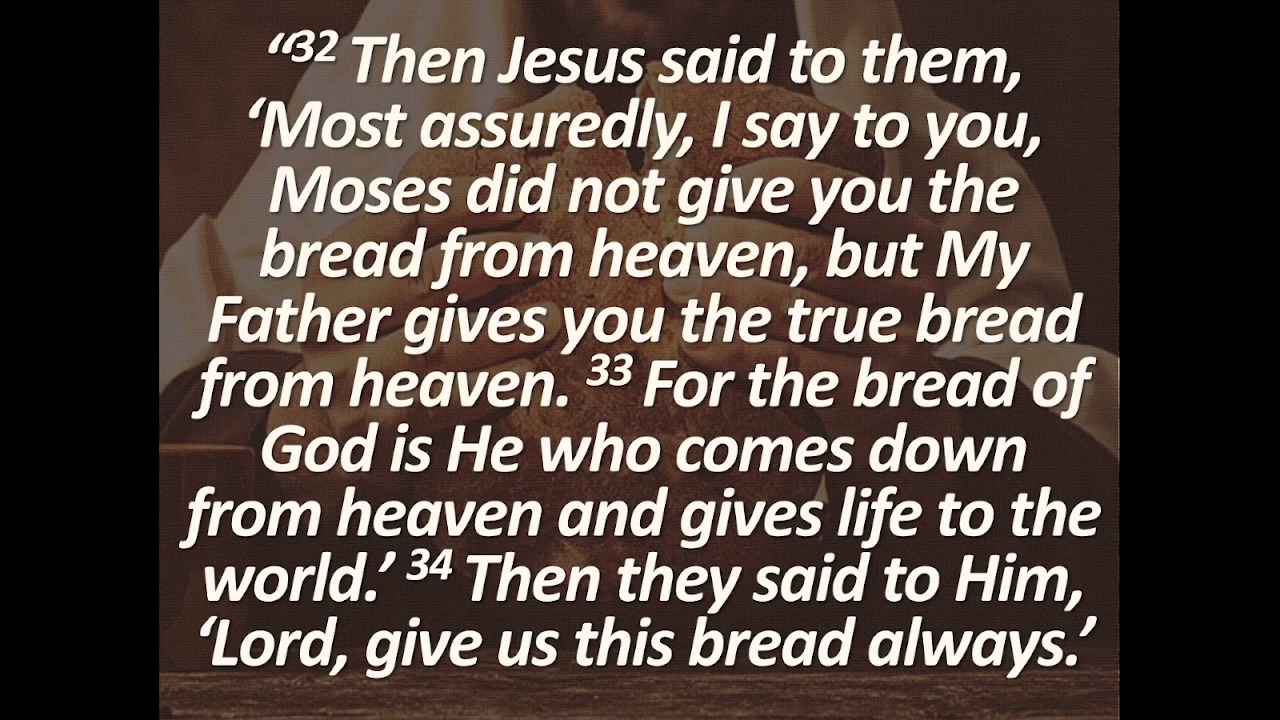 “32 Then Jesus said to them,
‘Most assuredly, I say to you,
Moses did not give you the
bread from heaven, but My
Father gives you the true bread
from heaven. 33 For the bread of
God is He who comes down
from heaven and gives life to the
world.’ 34 Then they said to Him,
‘Lord, give us this bread always.’